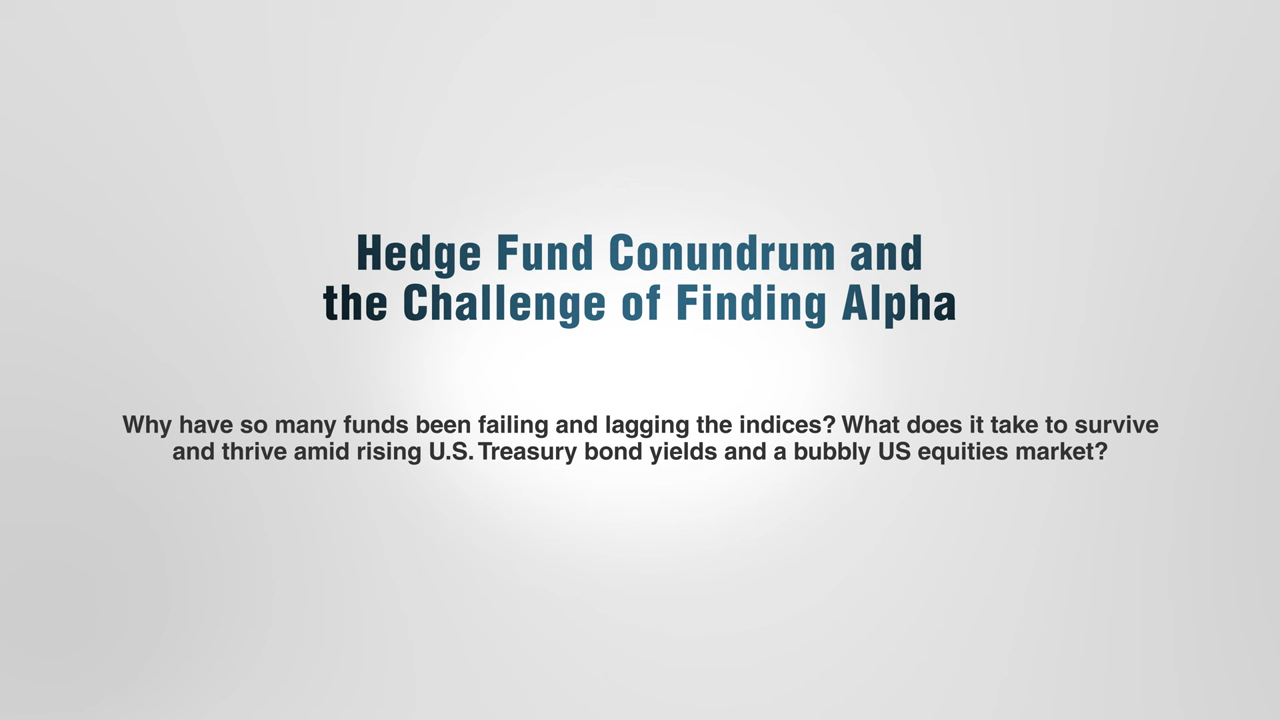 Hedge Fund Conundrum and
the Challenge of Finding Alpha
Why have so many funds been failing and lagging the indices? What does it take to survive
and thrive amid rising U.S. Treasury bond yields and a bubbly US equities market?